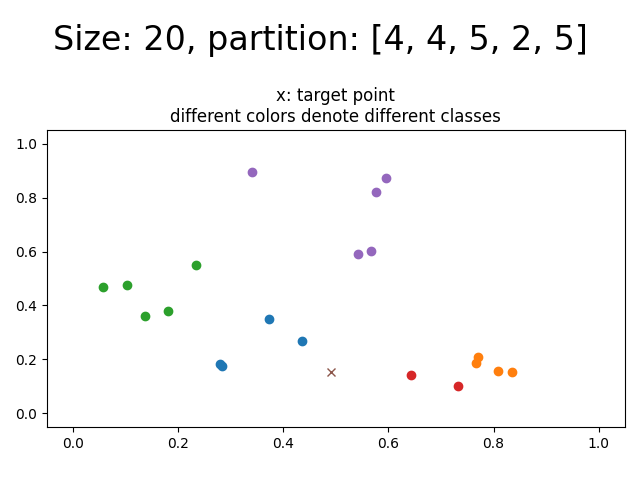 Size: 20, partition: [4, 4, 5, 2, 5]
x: target point
different colors denote different classes
1.0
0.8
0.6
0.4
0.2
0.0
0.0 0.2 0.4 0.6 0.8 1.0